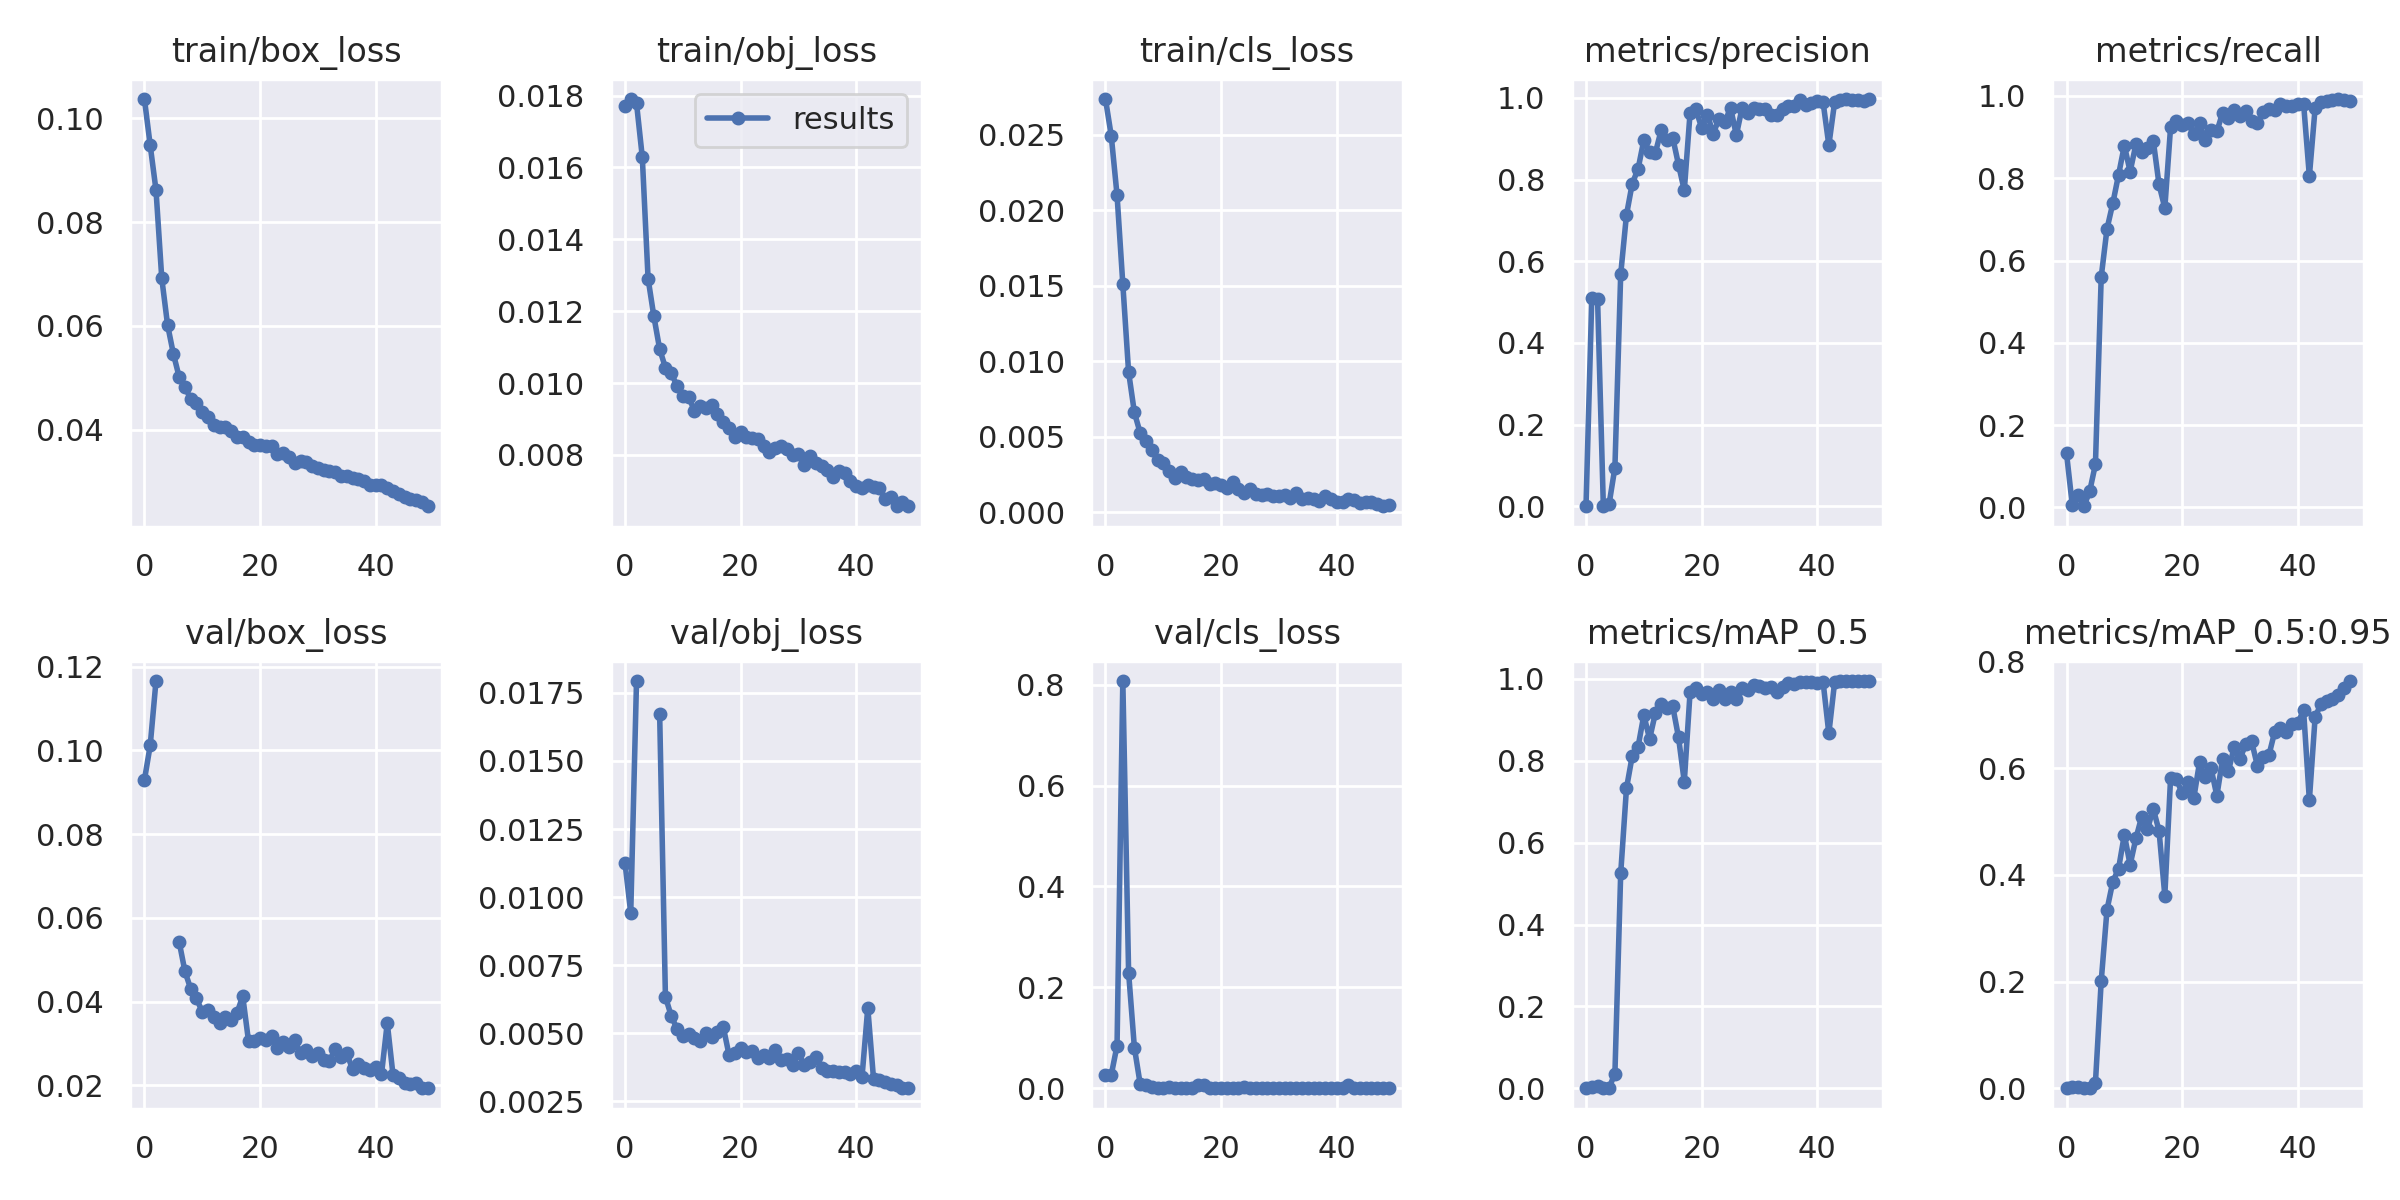 train/box_loss
0.10
0.08
0.06
0.04
0 20 40
train/obj_loss
results
0.018
0.016
0.014
0.012
0.010
0.008
0 20 40
train/cls_loss
0.025
0.020
0.015
0.010
0.005
0.000
0 20 40
metrics/precision
1.0
0.8
0.6
0.4
0.2
0.0
0 20 40
metrics/recall
1.0
0.8
0.6
0.4
0.2
0.0
0 20 40
val/box_loss
0.12
0.10
0.08
0.06
0.04
0.02
0 20 40
val/obj_loss
0.0175
0.0150
0.0125
0.0100
0.0075
0.0050
0.0025
0 20 40
val/cls_loss
0.8
0.6
0.4
0.2
0.0
0 20 40
metrics/mAP_0.5
1.0
0.8
0.6
0.4
0.2
0.0
0 20 40
metrics/mAP_0.5:0.95
0.8
0.6
0.4
0.2
0.0
0 20 40